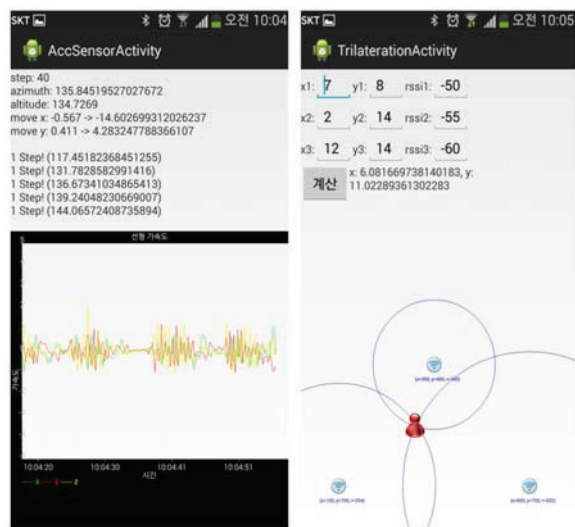 SKT 오전 10:04
AccSensorActivity
step: 40
azimuth: 135.84519527027672
altitude: 134.7269
move x: -0.567 -> -14.602699312026237
move y: 0.411 -> 4.283247788366107
1 Step! (117.45182368451255)
1 Step! (131.7828582991416)
1 Step! (136.67341034865413)
1 Step! (139.24048230669007)
1 Step! (144.06572408735894)
선형 가속도
가속도
10:04:20 10:04:30 10:04:41 10:04:51
시간
X Y Z
SKT 오전 10:05
TrilaterationActivity
x1: 7 y1: 8 rssi1: -50
x2: 2 y2: 14 rssi2: -55
x3: 12 y3: 14 rssi3: -60
계산 x: 6.081669738140183, y:
11.02289361302283